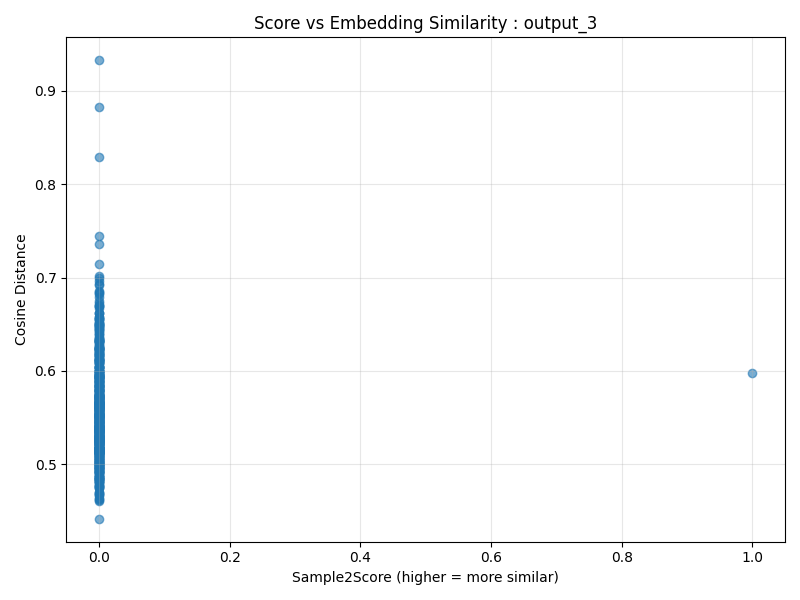 Score vs Embedding Similarity : output_3
Cosine Distance
0.9
0.8
0.7
0.6
0.5
0.0 0.2 0.4 0.6 0.8 1.0
Sample2Score (higher = more similar)